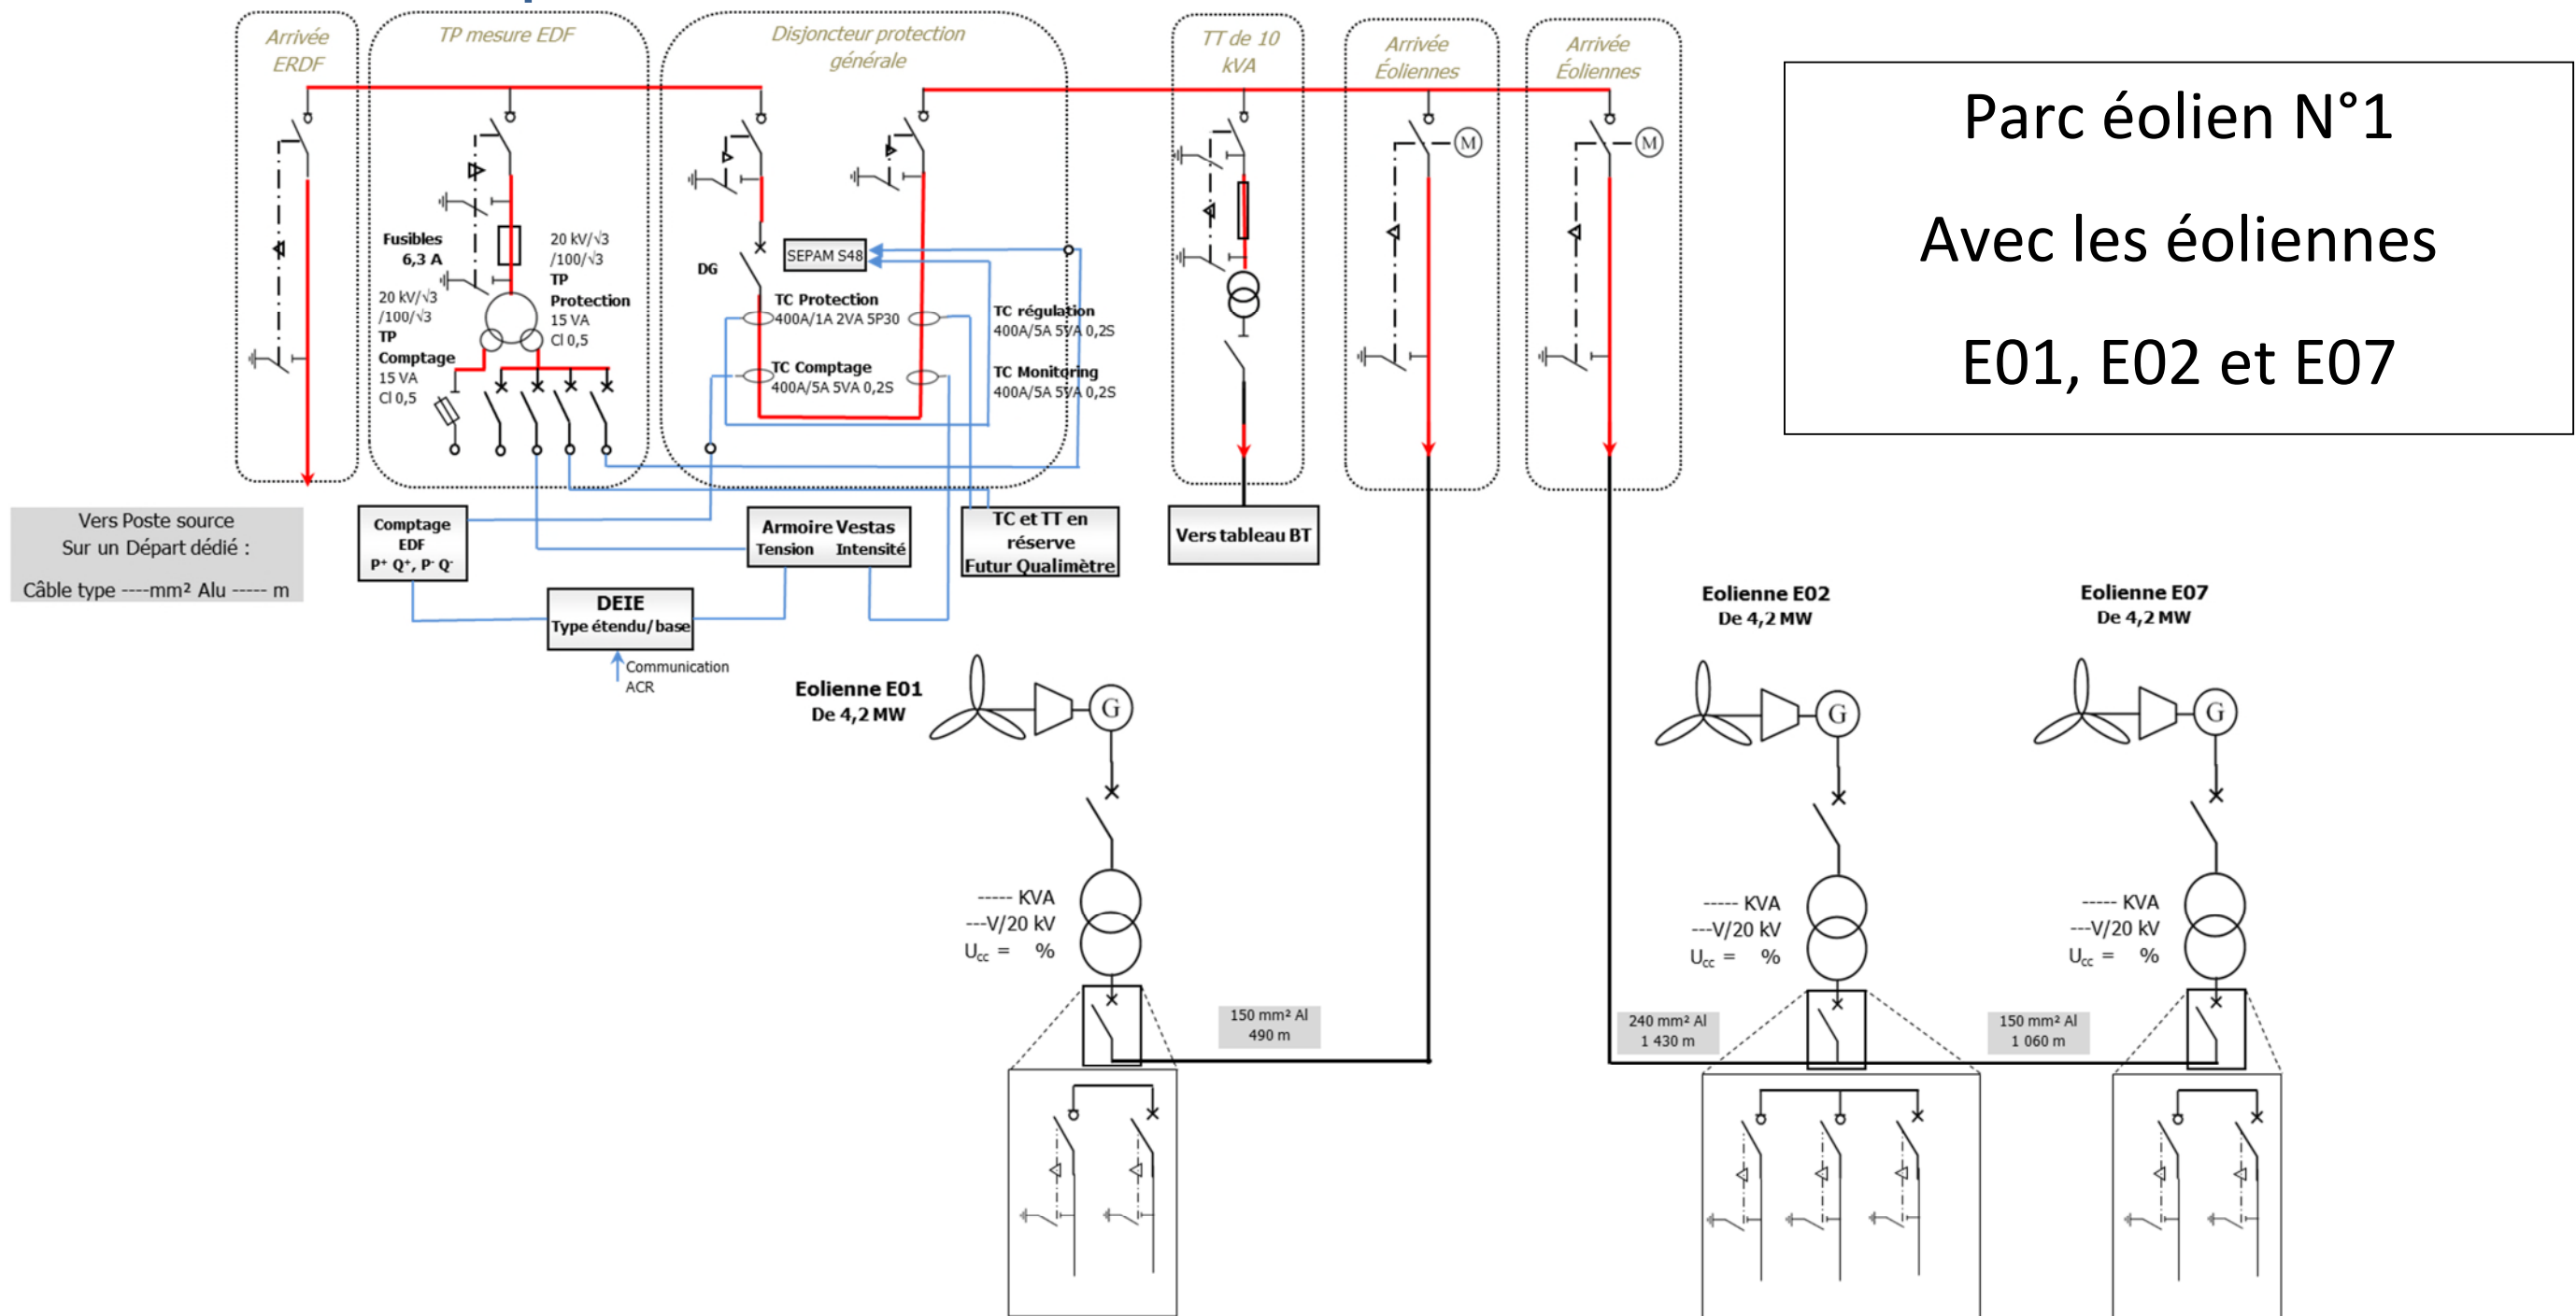 Arrivée
ERDF
TP mesure EDF
Disjoncteur protection
générale
TT de 10
kVA
Arrivée
Éoliennes
Arrivée
Éoliennes
Parc éolien N°1
Avec les éoliennes
E01, E02 et E07
M
M
Fusibles
6,3 A
20 kV/√3
/100/√3
TP
Protection
15 VA
Cl 0,5
20 kV/√3
/100/√3
TP
Comptage
15 VA
Cl 0,5
DG
SEPAM S48
TC Protection
400A/1A 2VA 5P30
TC régulation
400A/5A 5VA 0,2S
TC Comptage
400A/5A 5VA 0,2S
TC Monitoring
400A/5A 5VA 0,2S
Vers Poste source
Sur un Départ dédié :
Câble type ----mm² Alu ----- m
Comptage
EDF
P⁺ Q⁺, P⁻ Q⁻
Armoire Vestas
Tension Intensité
TC et TT en
réserve
Futur Qualimètre
Vers tableau BT
DEIE
Type étendu/base
Communication
ACR
Eolienne E01
De 4,2 MW
G
Eolienne E02
De 4,2 MW
G
Eolienne E07
De 4,2 MW
G
----- KVA
---V/20 kV
Ucc = %
----- KVA
---V/20 kV
Ucc = %
----- KVA
---V/20 kV
Ucc = %
150 mm² Al
490 m
240 mm² Al
1 430 m
150 mm² Al
1 060 m